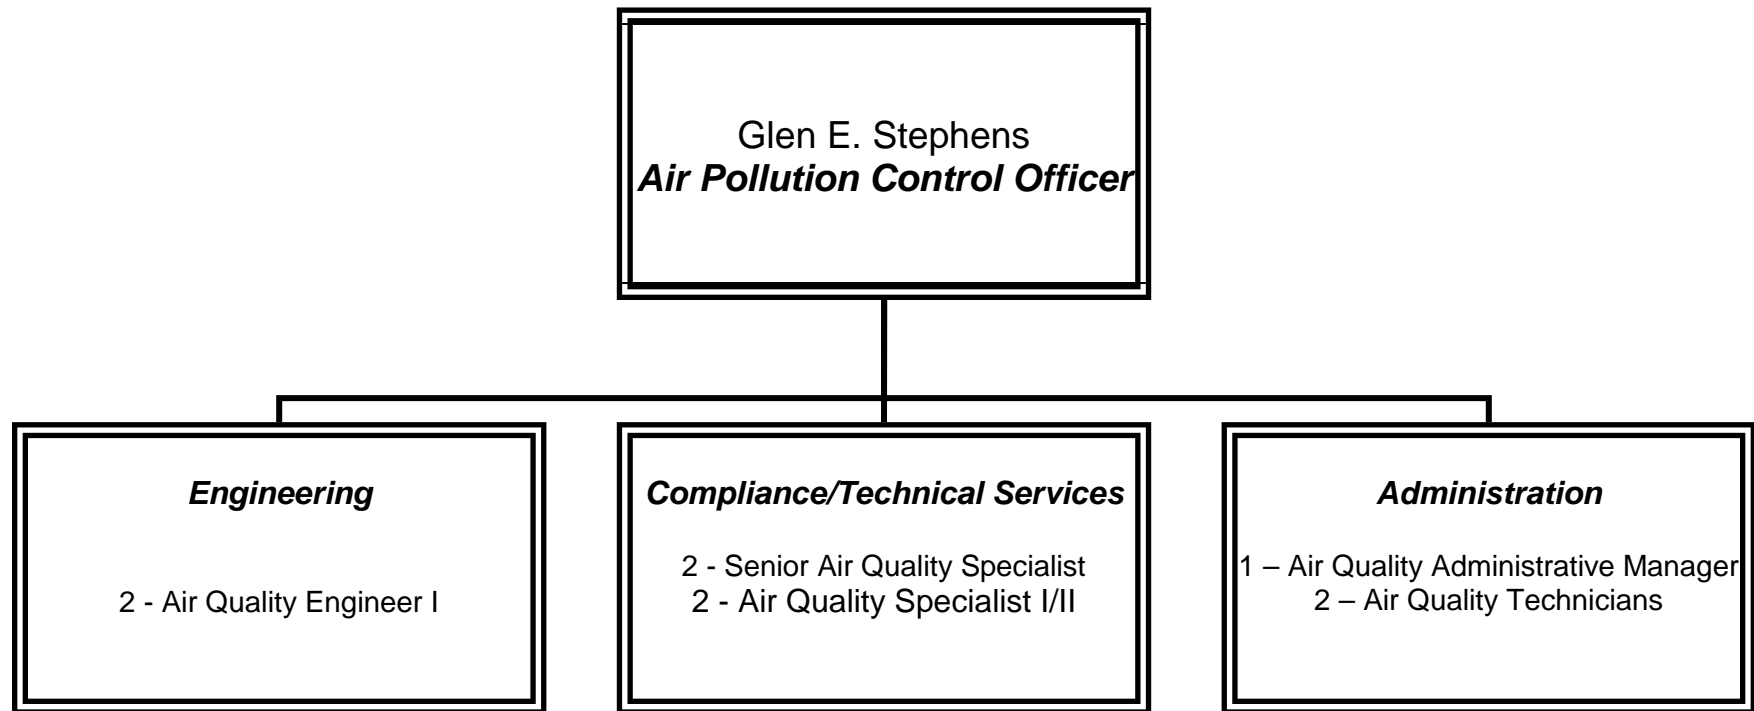 Glen E. Stephens
Air Pollution Control Officer
Engineering
2 - Air Quality Engineer I
Compliance/Technical Services
2 - Senior Air Quality Specialist
2 - Air Quality Specialist I/II
Administration
1 – Air Quality Administrative Manager
2 – Air Quality Technicians